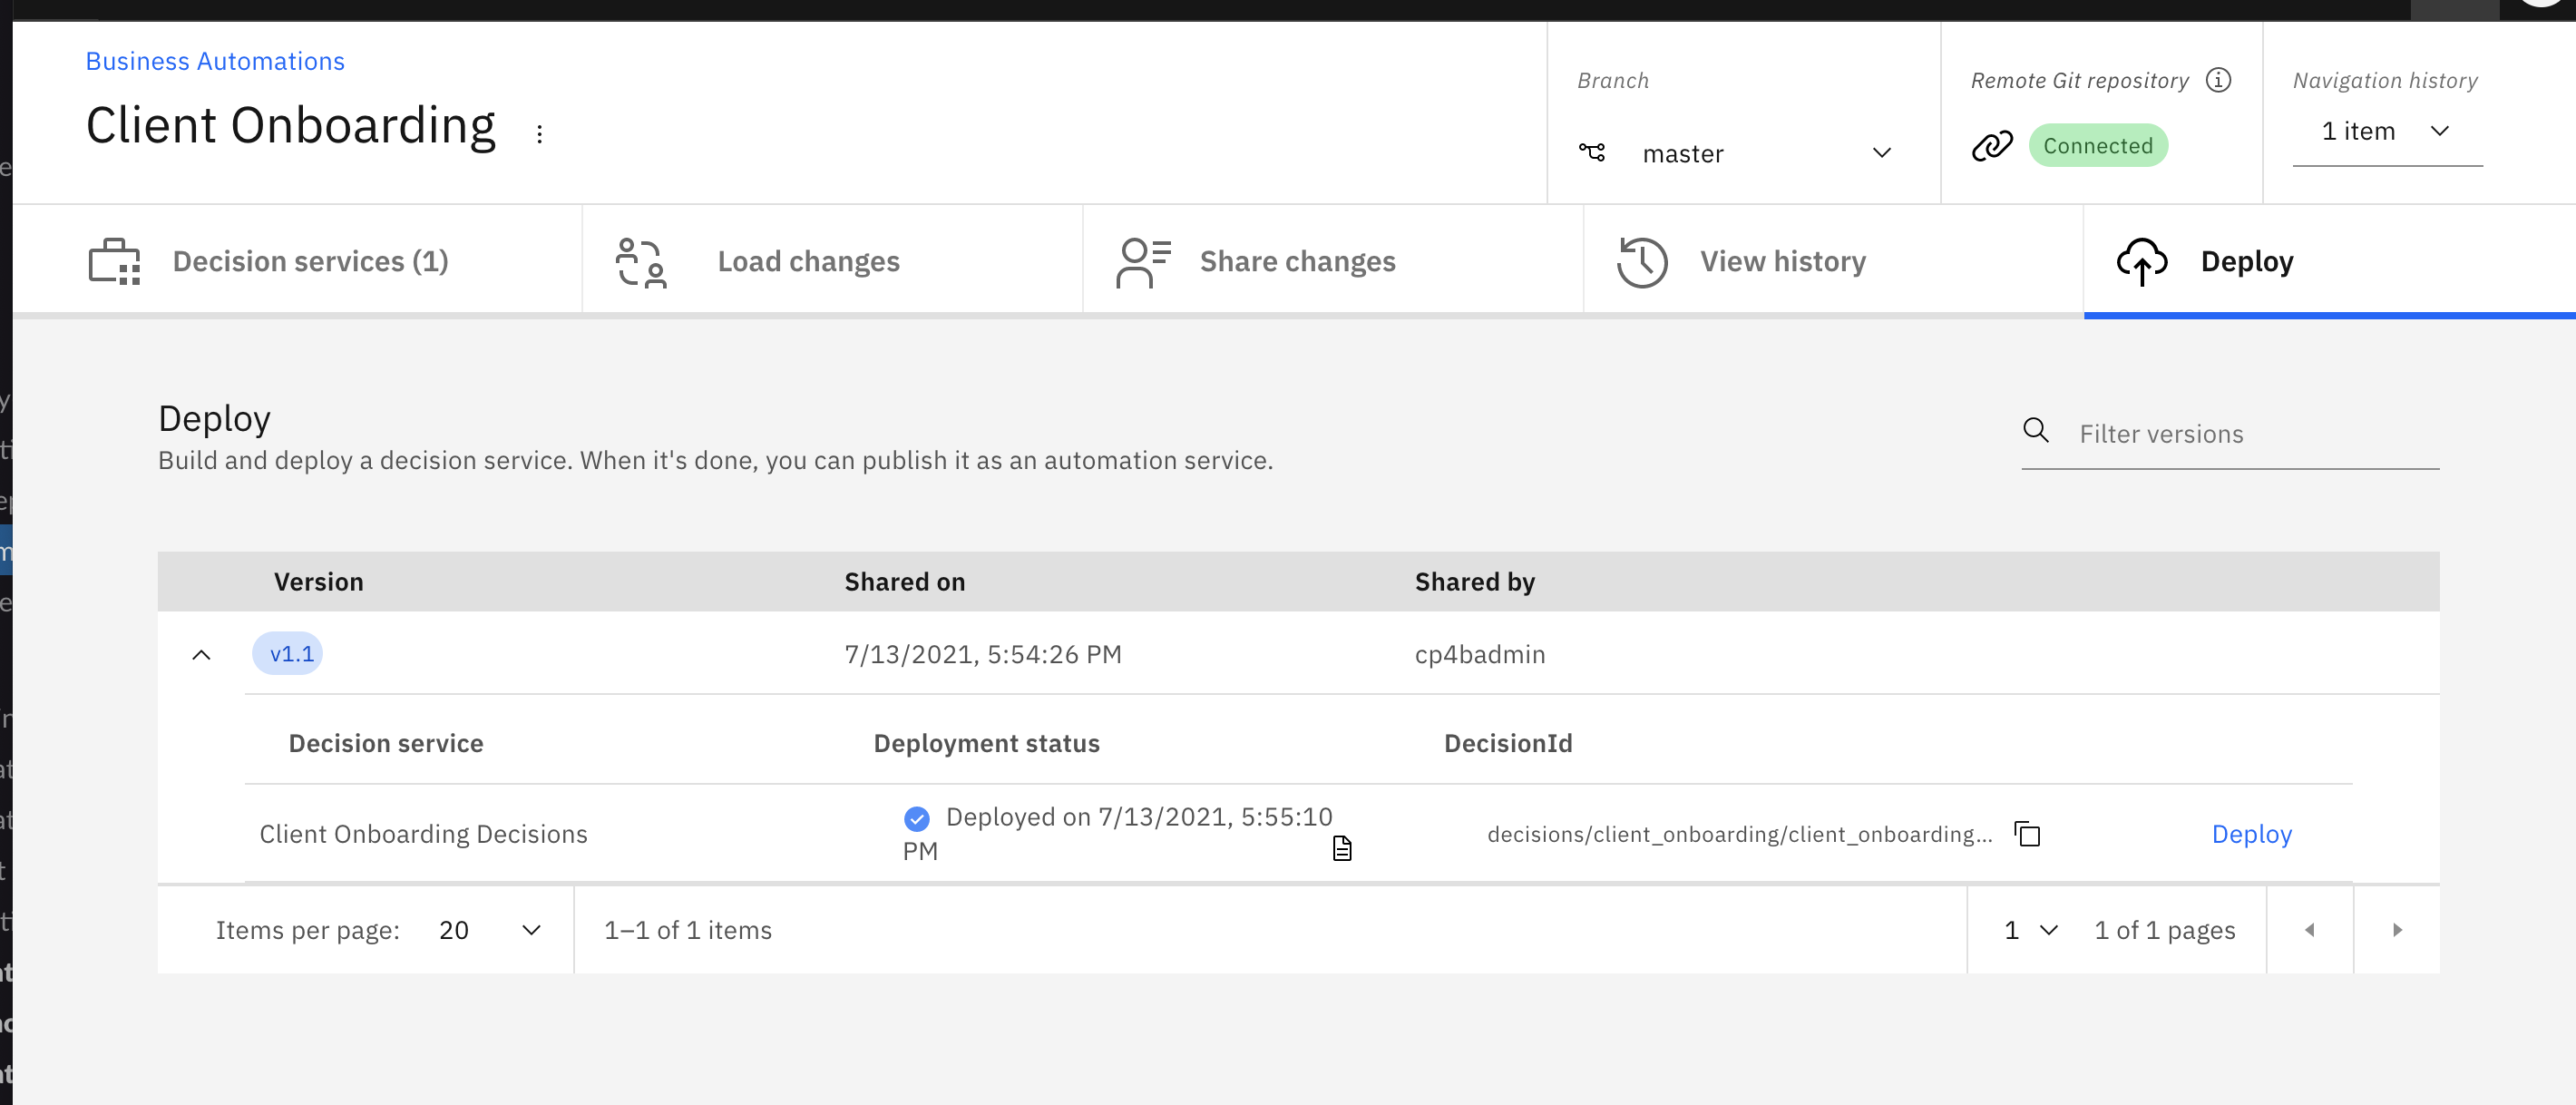 Business Automations
Client Onboarding
Branch
master
Remote Git repository
Connected
Navigation history
1 item
Decision services (1)
Load changes
Share changes
View history
Deploy
Deploy
Build and deploy a decision service. When it's done, you can publish it as an automation service.
Filter versions
Version Shared on Shared by
v1.1 7/13/2021, 5:54:26 PM cp4badmin
Decision service Deployment status DecisionId
Client Onboarding Decisions
Deployed on 7/13/2021, 5:55:10
PM
decisions/client_onboarding/client_onboarding...
Deploy
Items per page: 20
1–1 of 1 items
1
1 of 1 pages